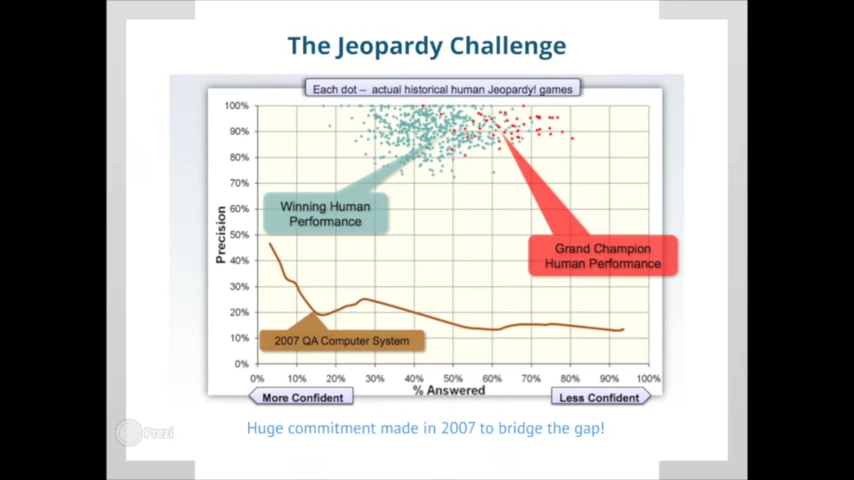 The Jeopardy Challenge
Each dot – actual historical human Jeopardy! games
100%
90%
80%
70%
60%
50%
40%
30%
20%
10%
0%
Precision
Winning Human
Performance
Grand Champion
Human Performance
2007 QA Computer System
0% 10% 20% 30% 40% 50% 60% 70% 80% 90% 100%
% Answered
More Confident
Less Confident
Huge commitment made in 2007 to bridge the gap!
Prezi